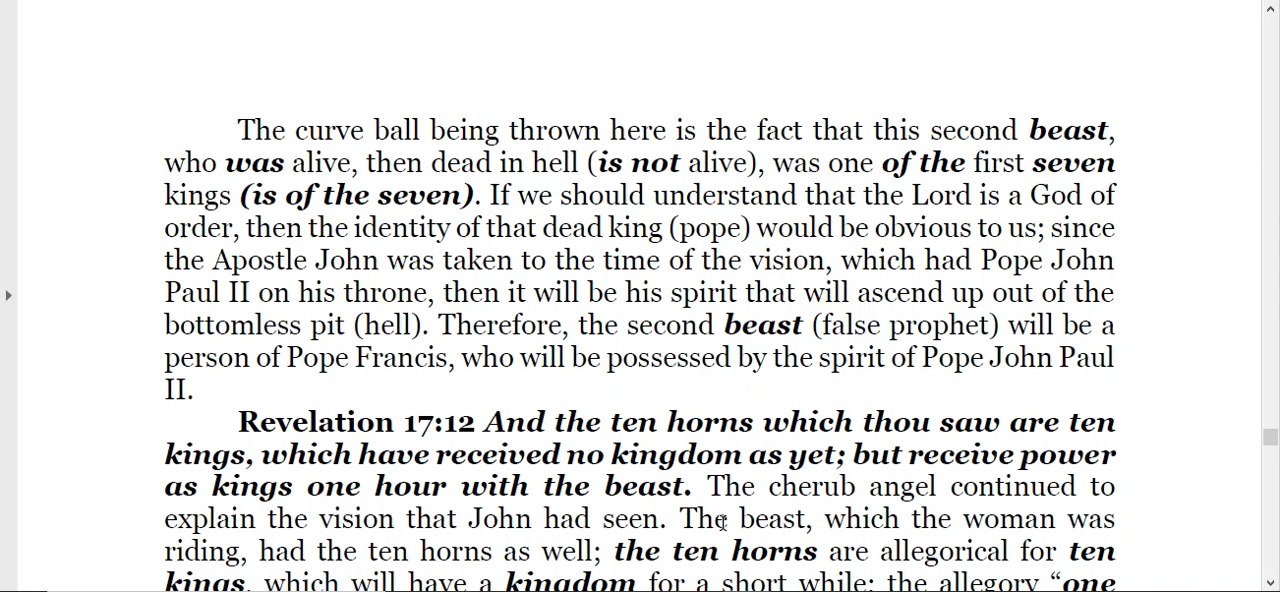 The curve ball being thrown here is the fact that this second beast,
who was alive, then dead in hell (is not alive), was one of the first seven
kings (is of the seven). If we should understand that the Lord is a God of
order, then the identity of that dead king (pope) would be obvious to us; since
the Apostle John was taken to the time of the vision, which had Pope John
Paul II on his throne, then it will be his spirit that will ascend up out of the
bottomless pit (hell). Therefore, the second beast (false prophet) will be a
person of Pope Francis, who will be possessed by the spirit of Pope John Paul
II.
Revelation 17:12 And the ten horns which thou saw are ten
kings, which have received no kingdom as yet; but receive power
as kings one hour with the beast. The cherub angel continued to
explain the vision that John had seen. The beast, which the woman was
riding, had the ten horns as well; the ten horns are allegorical for ten
kings, which will have a kingdom for a short while; the allegory “one